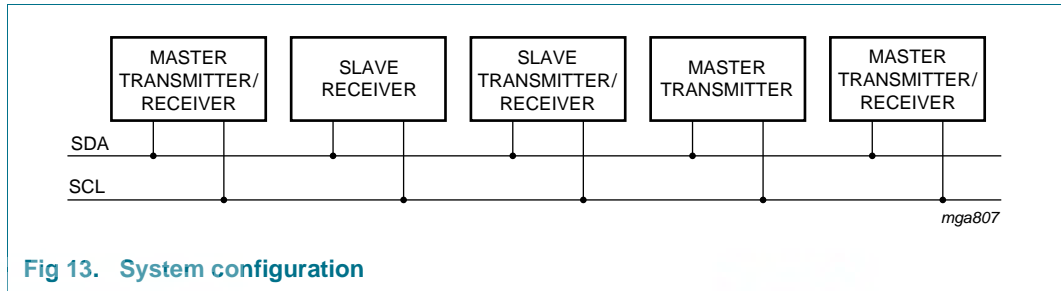 MASTER
TRANSMITTER/
RECEIVER
SLAVE
RECEIVER
SLAVE
TRANSMITTER/
RECEIVER
MASTER
TRANSMITTER
MASTER
TRANSMITTER/
RECEIVER
SDA
SCL
mga807
Fig 13. System configuration